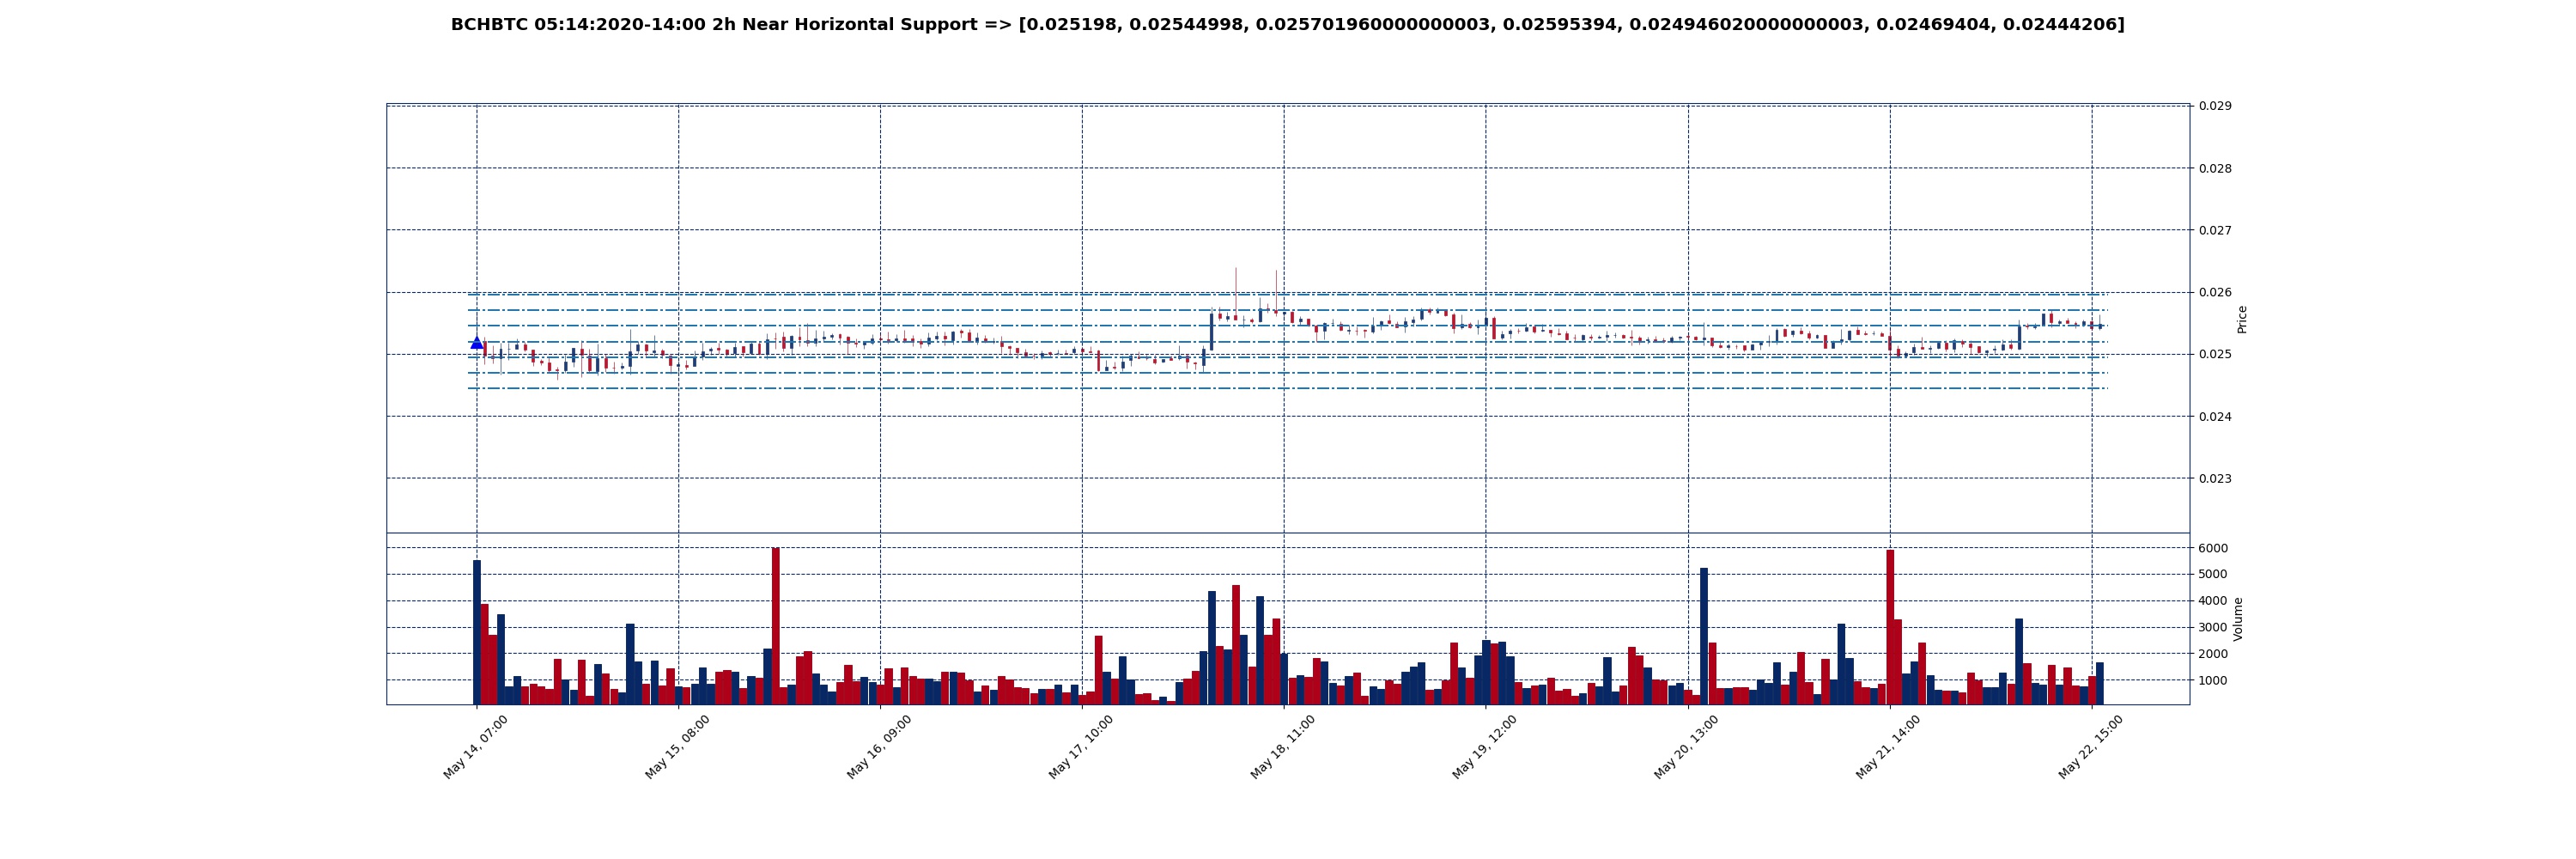 BCHBTC 05:14:2020-14:00 2h Near Horizontal Support => [0.025198, 0.02544998, 0.025701960000000003, 0.02595394, 0.024946020000000003, 0.02469404, 0.02444206]
0.029
0.028
0.027
0.026
0.025
0.024
0.023
Price
6000
5000
4000
3000
2000
1000
Volume
May 14, 07:00
May 15, 08:00
May 16, 09:00
May 17, 10:00
May 18, 11:00
May 19, 12:00
May 20, 13:00
May 21, 14:00
May 22, 15:00